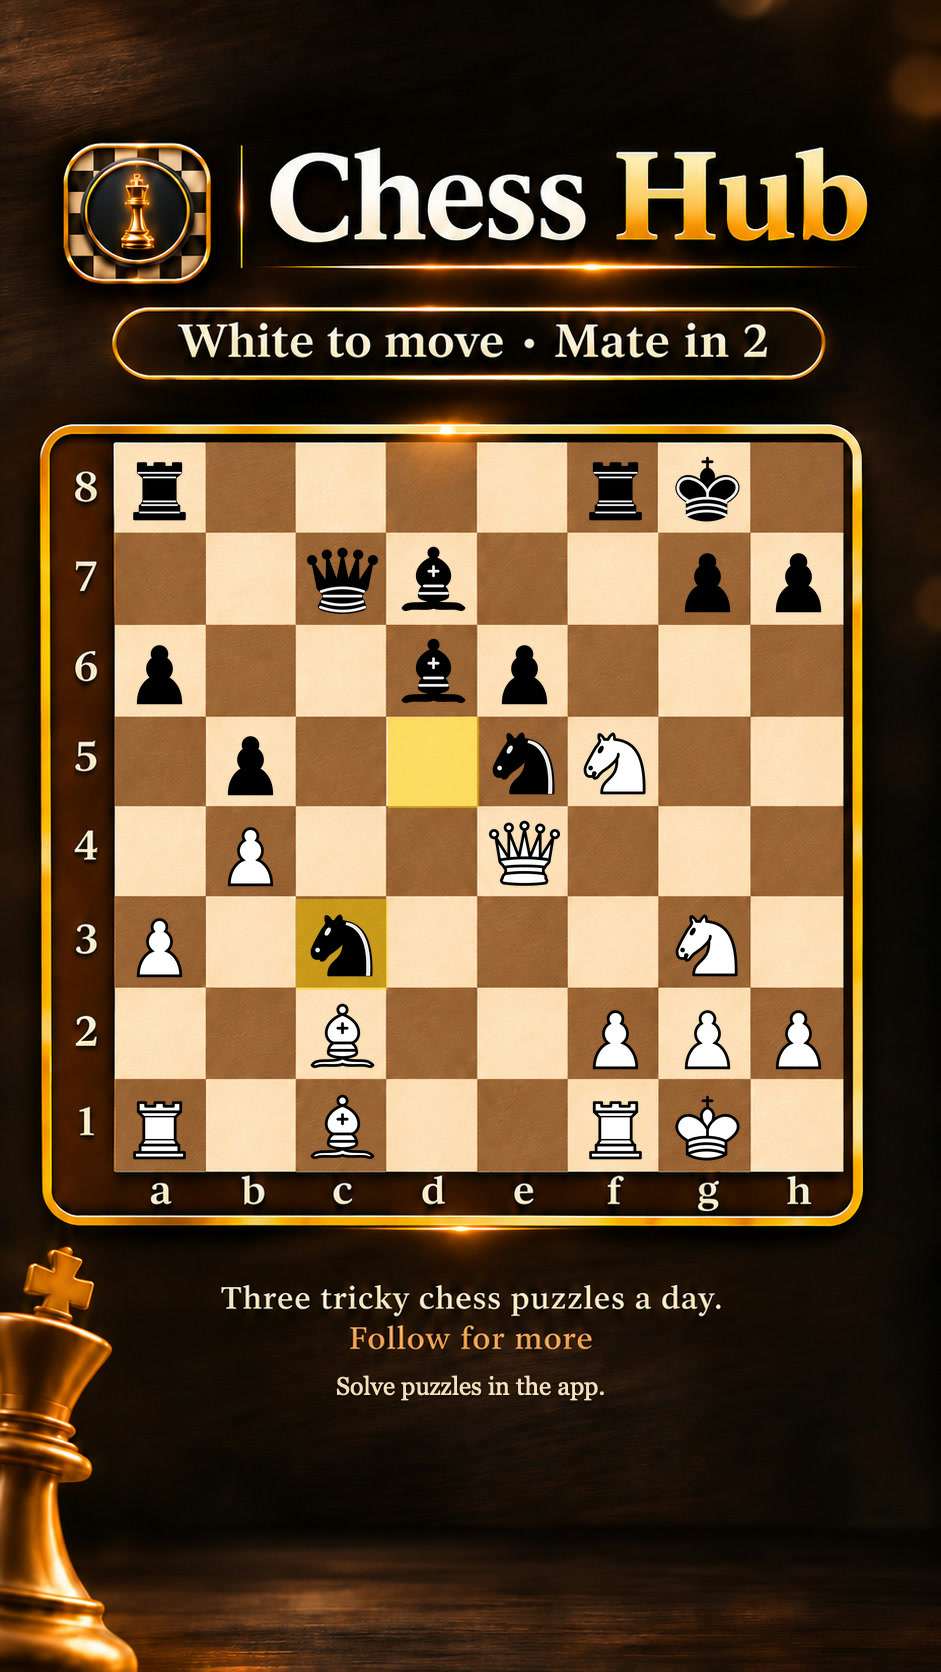 Chess Hub
White to move · Mate in 2
8
7
6
5
4
3
2
1
a b c d e f g h
Three tricky chess puzzles a day.
Follow for more
Solve puzzles in the app.